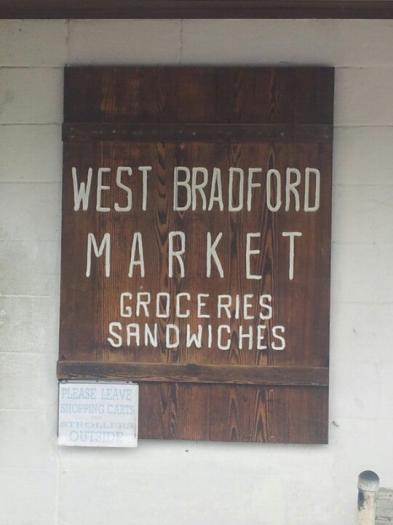 WEST BRADFORD
MARKET
GROCERIES
SANDWICHES
PLEASE LEAVE
SHOPPING CARTS
STROLLERS
OUTSIDE